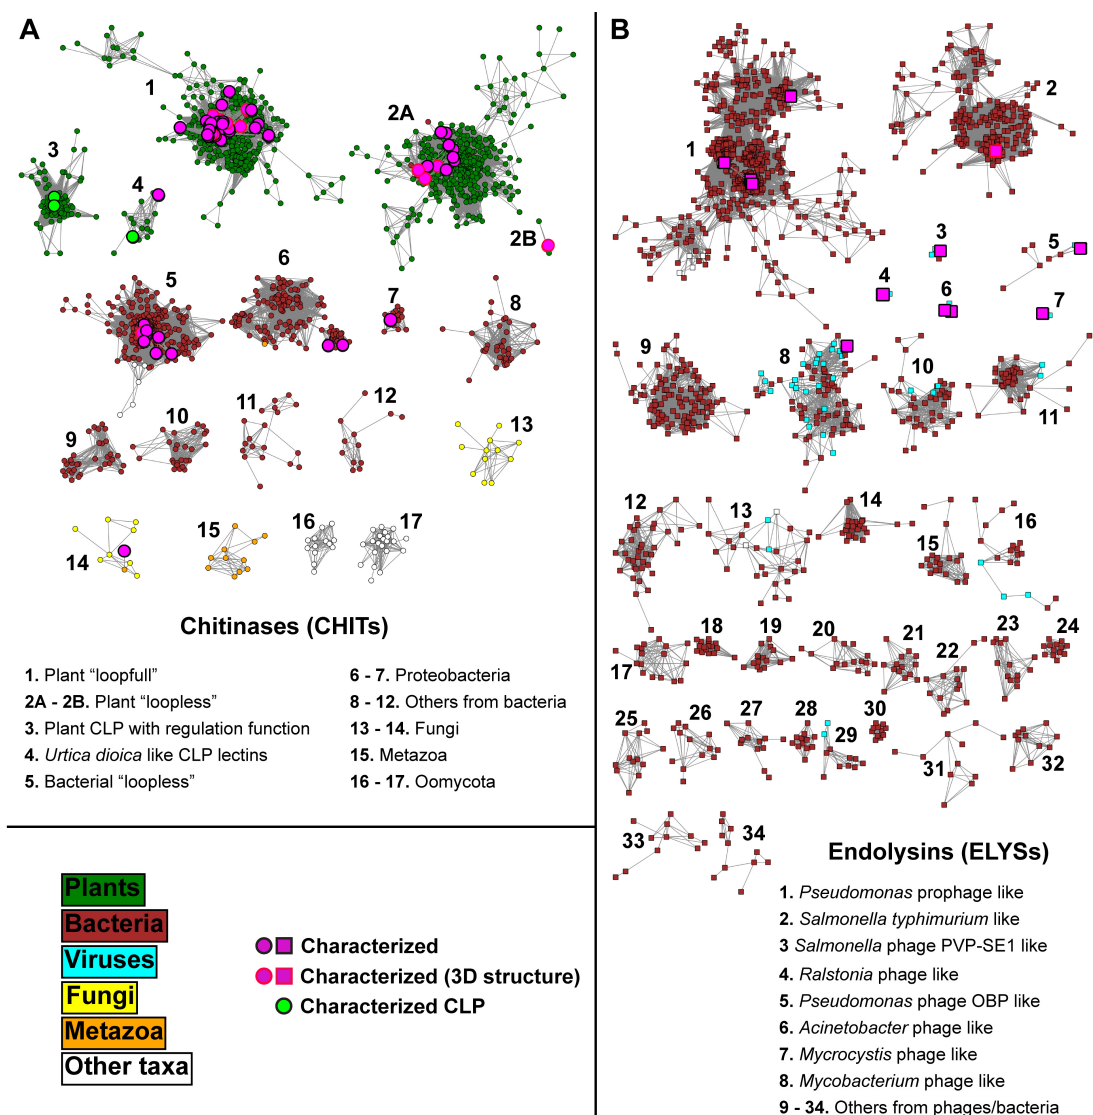 A
1
2A
3
4
2B
5
6
7
8
9
10
11
12
13
14
15
16
17
Chitinases (CHITs)
1. Plant “loopfull”
2A - 2B. Plant “loopless”
3. Plant CLP with regulation function
4. Urtica dioica like CLP lectins
5. Bacterial “loopless”
6 - 7. Proteobacteria
8 - 12. Others from bacteria
13 - 14. Fungi
15. Metazoa
16 - 17. Oomycota
Plants
Bacteria
Viruses
Fungi
Metazoa
Other taxa
Characterized
Characterized (3D structure)
Characterized CLP
B
1
2
3
4
5
6
7
8
9
10
11
12
13
14
15
16
17
18
19
20
21
22
23
24
25
26
27
28
29
30
31
32
33
34
Endolysins (ELYSs)
1. Pseudomonas prophage like
2. Salmonella typhimurium like
3 Salmonella phage PVP-SE1 like
4. Ralstonia phage like
5. Pseudomonas phage OBP like
6. Acinetobacter phage like
7. Mycrocystis phage like
8. Mycobacterium phage like
9 - 34. Others from phages/bacteria